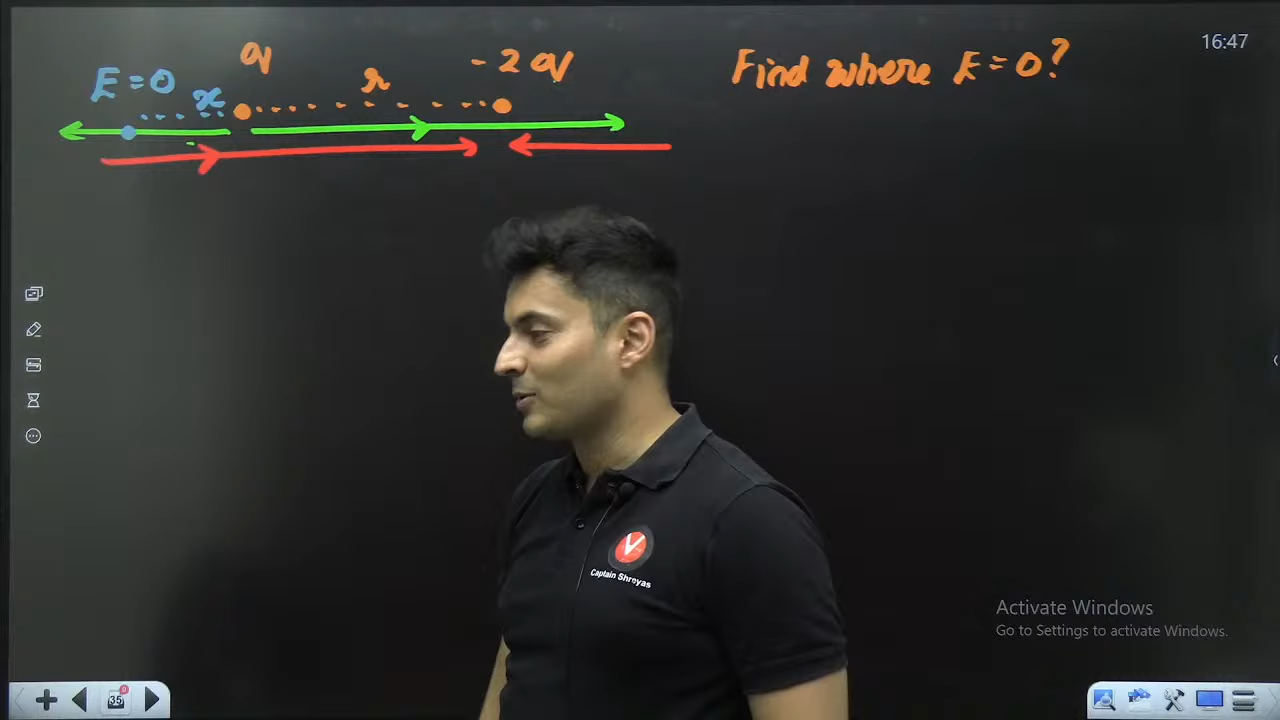 16:47
q
- 2 q
Find where E = 0 ?
E = 0
x
r
V
Captain Shreyas
Activate Windows
Go to Settings to activate Windows.
35